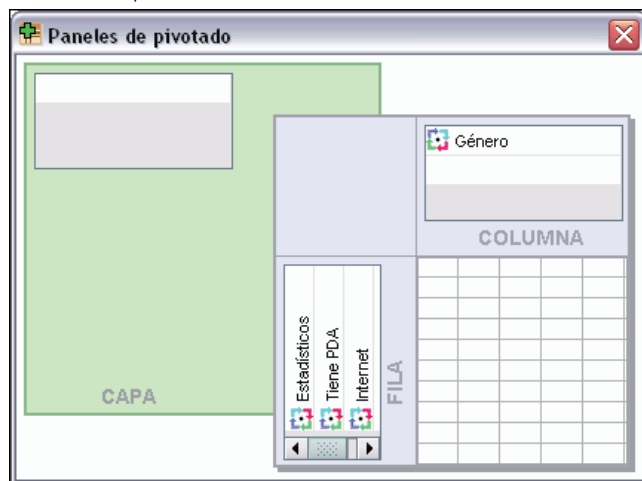 Paneles de pivotado
Género
COLUMNA
Estadísticos
Tiene PDA
Internet
FILA
CAPA